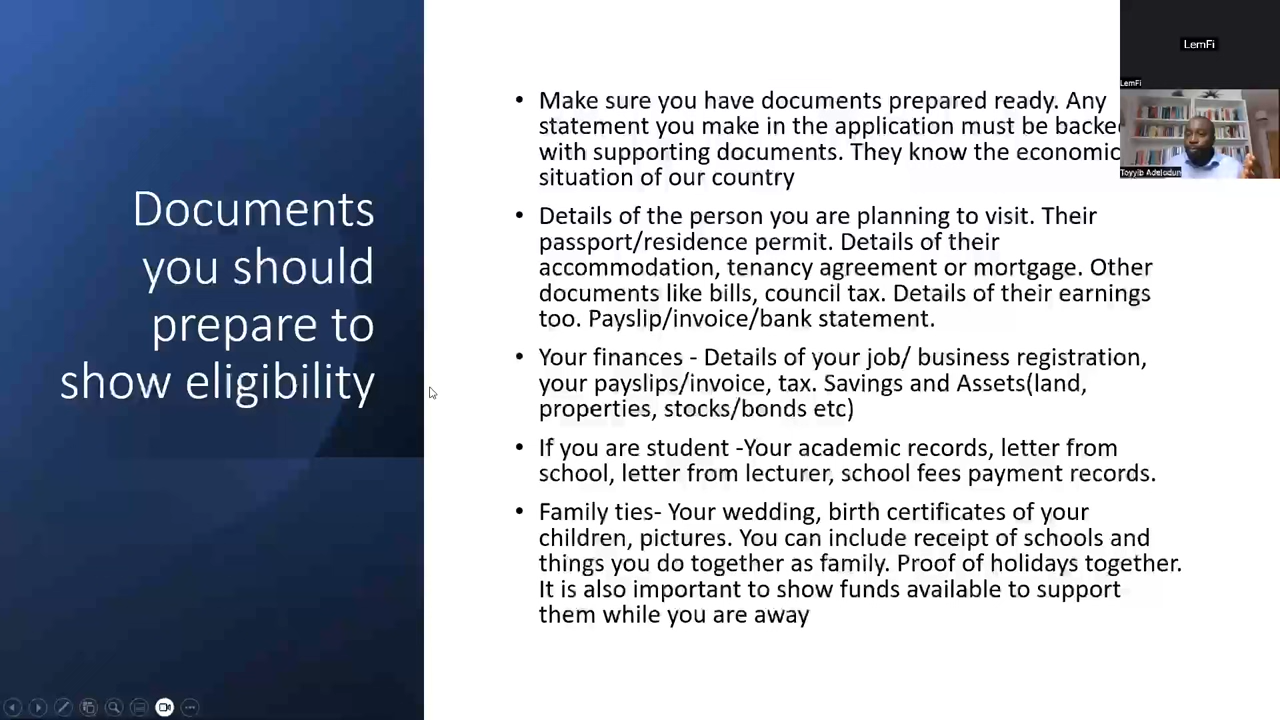 Documents
you should
prepare to
show eligibility
• Make sure you have documents prepared ready. Any
statement you make in the application must be backed
with supporting documents. They know the economic
situation of our country
• Details of the person you are planning to visit. Their
passport/residence permit. Details of their
accommodation, tenancy agreement or mortgage. Other
documents like bills, council tax. Details of their earnings
too. Payslip/invoice/bank statement.
• Your finances - Details of your job/ business registration,
your payslips/invoice, tax. Savings and Assets(land,
properties, stocks/bonds etc)
• If you are student -Your academic records, letter from
school, letter from lecturer, school fees payment records.
• Family ties- Your wedding, birth certificates of your
children, pictures. You can include receipt of schools and
things you do together as family. Proof of holidays together.
It is also important to show funds available to support
them while you are away
LemFi
LemFi
Toyyib Adelodun